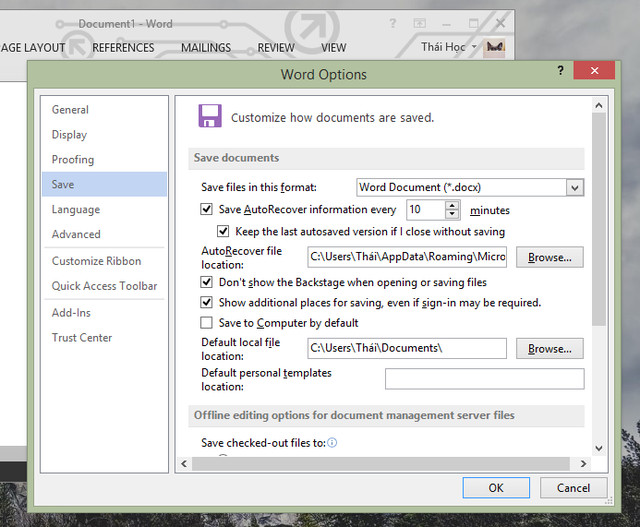 Document1 - Word
?
AGE LAYOUT REFERENCES MAILINGS REVIEW VIEW Thái Học
Word Options
?
General
Display
Proofing
Save
Language
Advanced
Customize Ribbon
Quick Access Toolbar
Add-Ins
Trust Center
Customize how documents are saved.
Save documents
Save files in this format: Word Document (*.docx)
Save AutoRecover information every 10 minutes
Keep the last autosaved version if I close without saving
AutoRecover file
location: C:\Users\Thái\AppData\Roaming\Micro Browse...
Don't show the Backstage when opening or saving files
Show additional places for saving, even if sign-in may be required.
Save to Computer by default
Default local file
location: C:\Users\Thái\Documents\ Browse...
Default personal templates
location:
Offline editing options for document management server files
Save checked-out files to:
OK Cancel